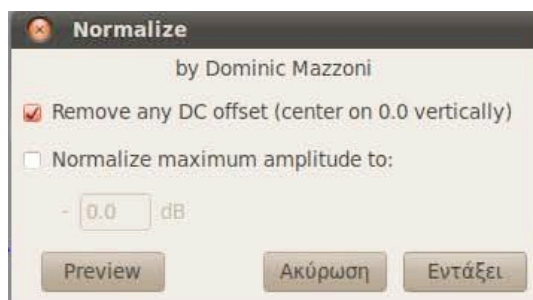 Normalize
by Dominic Mazzoni
Remove any DC offset (center on 0.0 vertically)
Normalize maximum amplitude to:
- 0.0 dB
Preview Ακύρωση Εντάξει